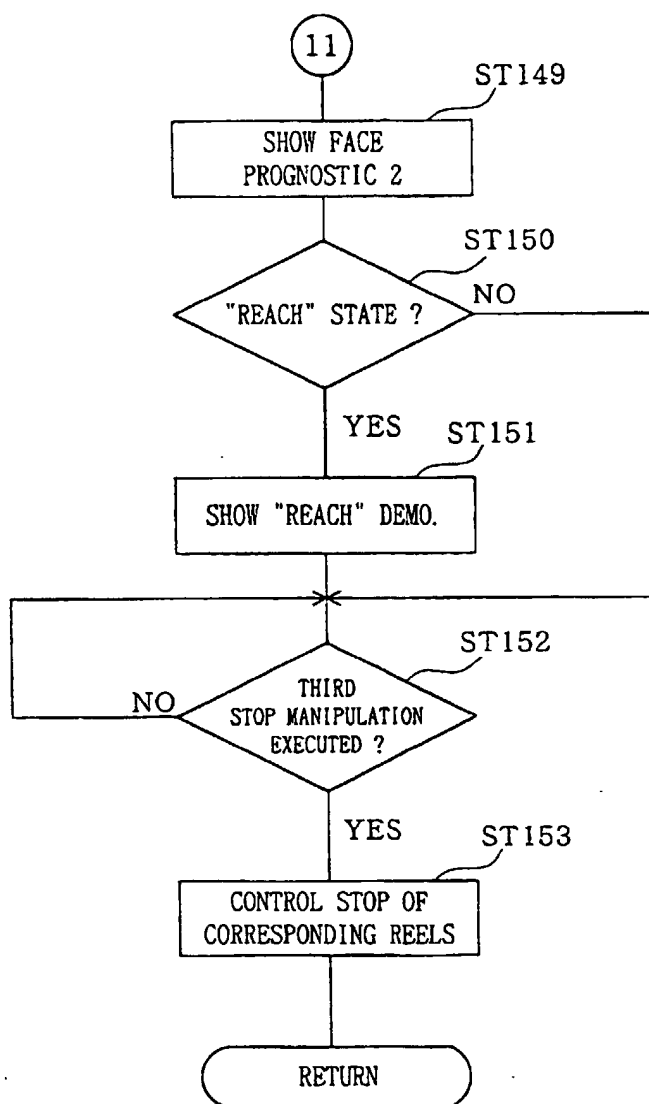 11
ST149
SHOW FACE
PROGNOSTIC 2
ST150
"REACH" STATE ?
NO
YES
ST151
SHOW "REACH" DEMO.
ST152
THIRD
STOP MANIPULATION
EXECUTED ?
NO
YES
ST153
CONTROL STOP OF
CORRESPONDING REELS
RETURN